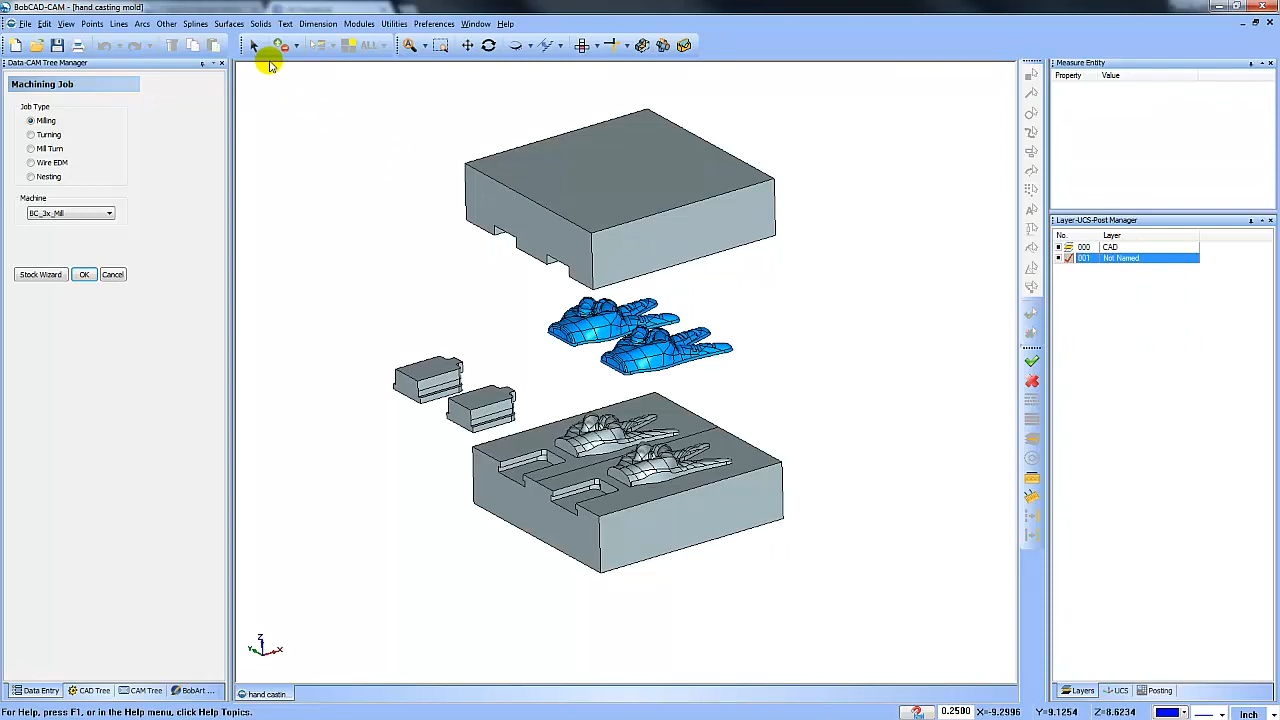 BobCAD-CAM - [hand casting mold]
File Edit View Points Lines Arcs Other Splines Surfaces Solids Text Dimension Modules Utilities Preferences Window Help
ALL
Data-CAM Tree Manager
Machining Job
Job Type
Milling
Turning
Mill Turn
Wire EDM
Nesting
Machine
BC_3x_Mill
Stock Wizard OK Cancel
Measure Entity
Property Value
Layer-UCS-Post Manager
No. Layer
000 CAD
001 Not Named
Z
Y X
Data Entry CAD Tree CAM Tree BobArt ...
hand castin...
Layers UCS Posting
For Help, press F1, or in the Help menu, click Help Topics.
0.2500 X=-9.2996 Y=9.1254 Z=8.6234 Inch